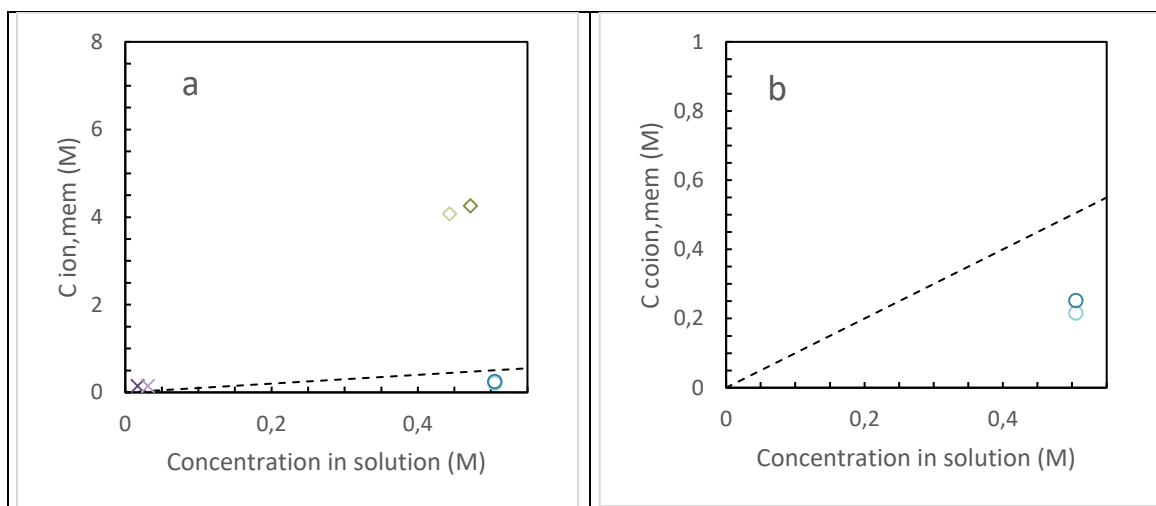 a
8
6
4
2
0
0
0,2
0,4
C ion,mem (M)
Concentration in solution (M)
b
1
0,8
0,6
0,4
0,2
0
0
0,2
0,4
C coion,mem (M)
Concentration in solution (M)